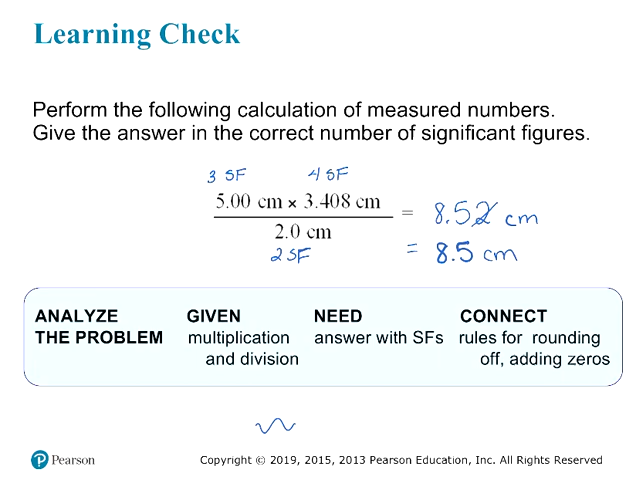 Learning Check
Perform the following calculation of measured numbers.
Give the answer in the correct number of significant figures.
3 SF 4 SF
5.00 cm × 3.408 cm
= 8.52 cm
2.0 cm
2 SF
= 8.5 cm
ANALYZE GIVEN NEED CONNECT
THE PROBLEM multiplication answer with SFs rules for rounding
and division off, adding zeros
Pearson Copyright © 2019, 2015, 2013 Pearson Education, Inc. All Rights Reserved